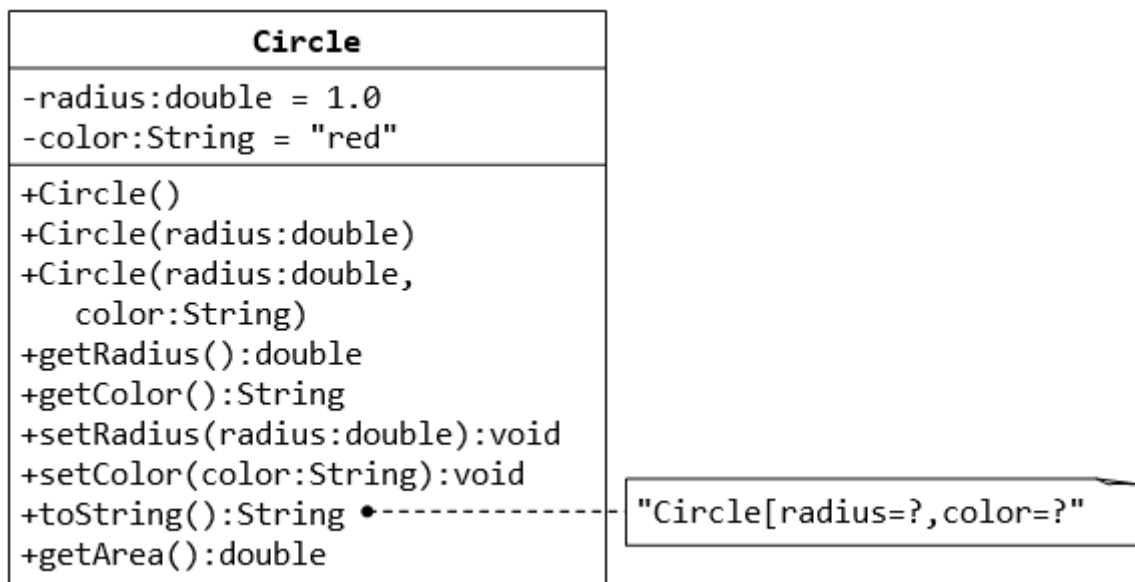 Circle
-radius:double = 1.0
-color:String = "red"
+Circle()
+Circle(radius:double)
+Circle(radius:double,
color:String)
+getRadius():double
+getColor():String
+setRadius(radius:double):void
+setColor(color:String):void
+toString():String
"Circle[radius=?,color=?"
+getArea():double